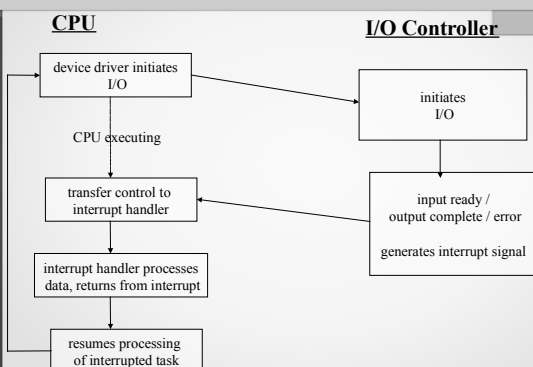 CPU
I/O Controller
device driver initiates
I/O
initiates
I/O
CPU executing
transfer control to
interrupt handler
input ready /
output complete / error
generates interrupt signal
interrupt handler processes
data, returns from interrupt
resumes processing
of interrupted task